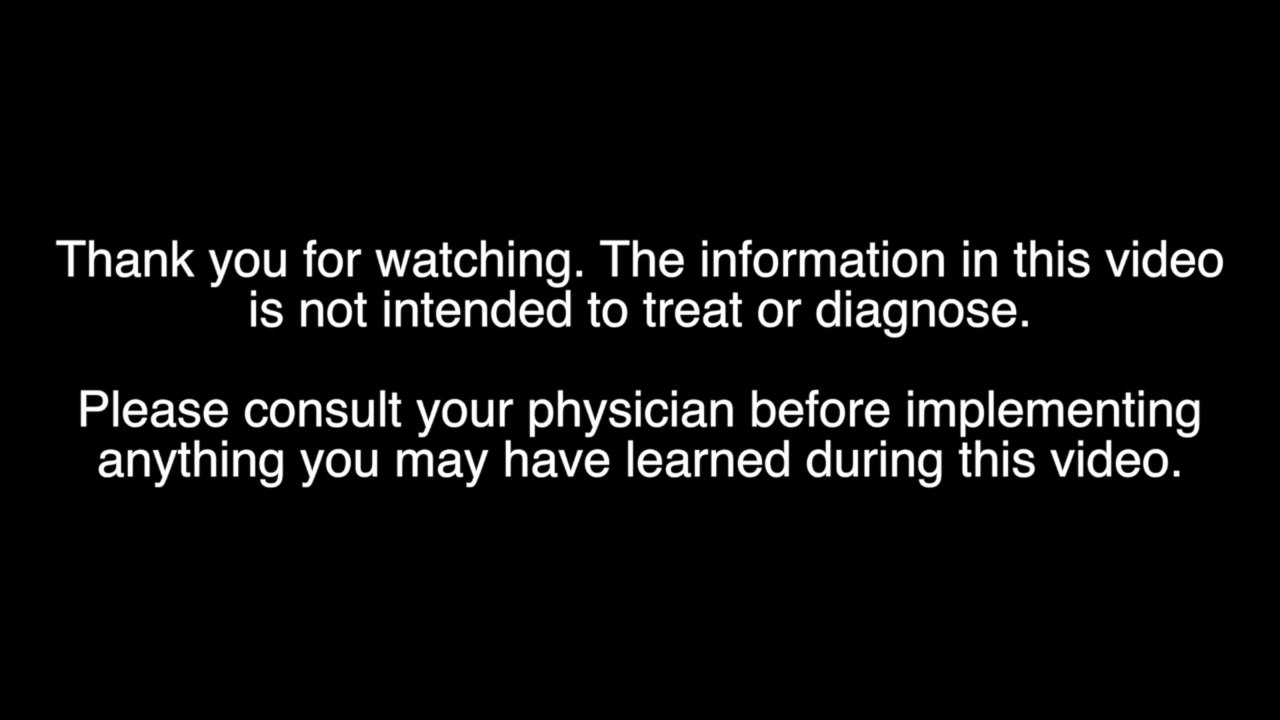 Thank you for watching. The information in this video
is not intended to treat or diagnose.
Please consult your physician before implementing
anything you may have learned during this video.